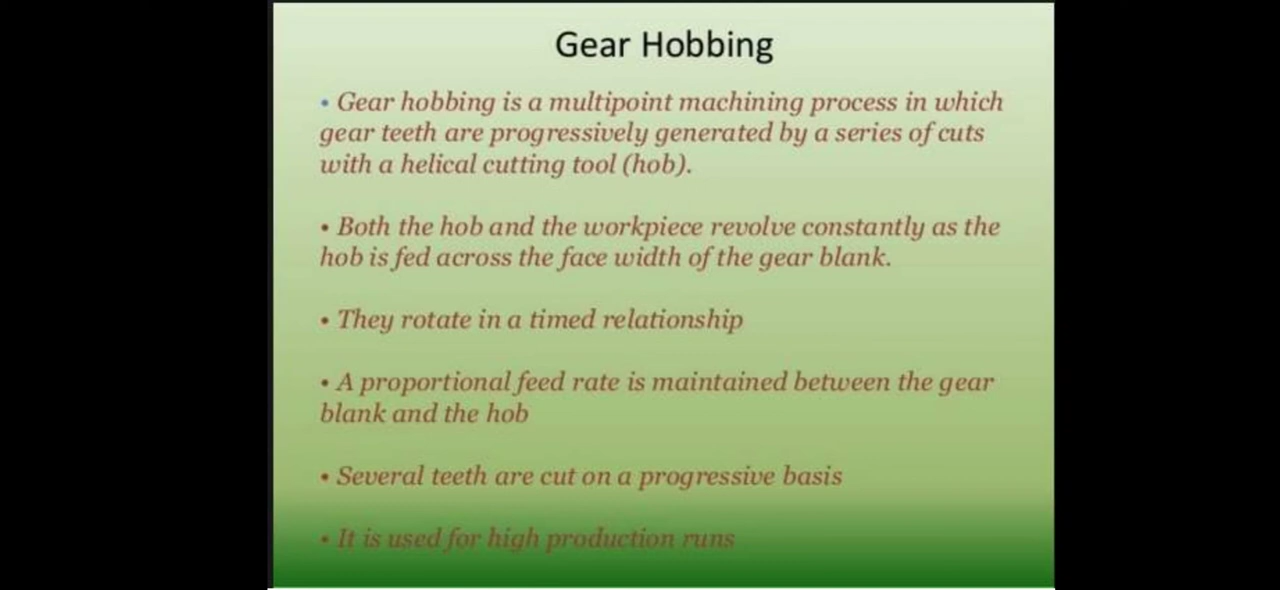 Gear Hobbing
• Gear hobbing is a multipoint machining process in which
gear teeth are progressively generated by a series of cuts
with a helical cutting tool (hob).
• Both the hob and the workpiece revolve constantly as the
hob is fed across the face width of the gear blank.
• They rotate in a timed relationship
• A proportional feed rate is maintained between the gear
blank and the hob
• Several teeth are cut on a progressive basis
• It is used for high production runs